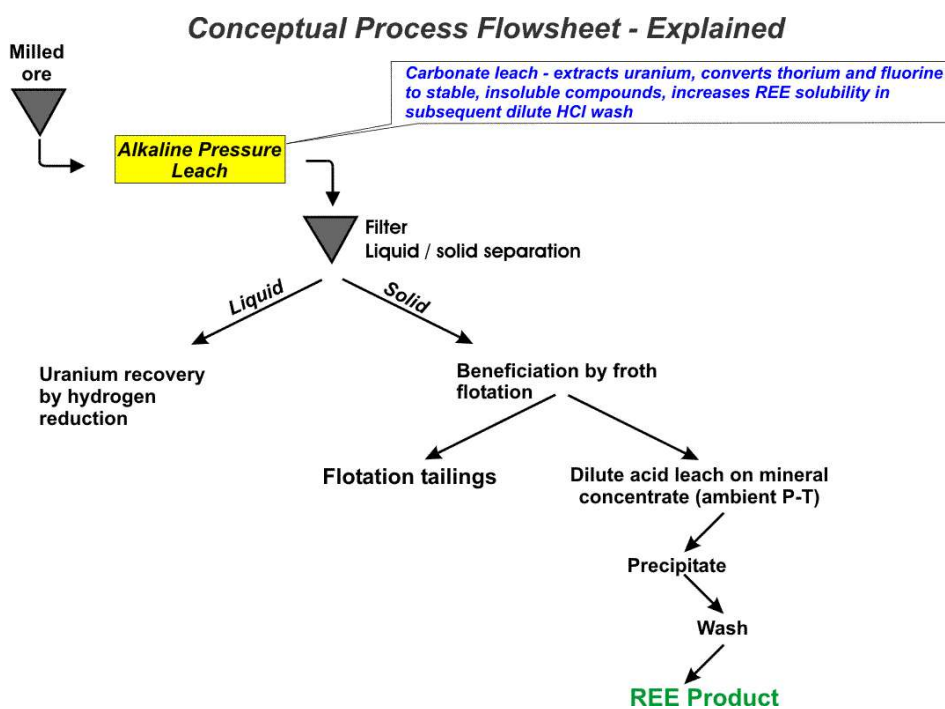 Conceptual Process Flowsheet - Explained
Milled
ore
Carbonate leach - extracts uranium, converts thorium and fluorine
to stable, insoluble compounds, increases REE solubility in
subsequent dilute HCl wash
Alkaline Pressure
Leach
Filter
Liquid / solid separation
Liquid
Solid
Uranium recovery
by hydrogen
reduction
Beneficiation by froth
flotation
Flotation tailings
Dilute acid leach on mineral
concentrate (ambient P-T)
Precipitate
Wash
REE Product